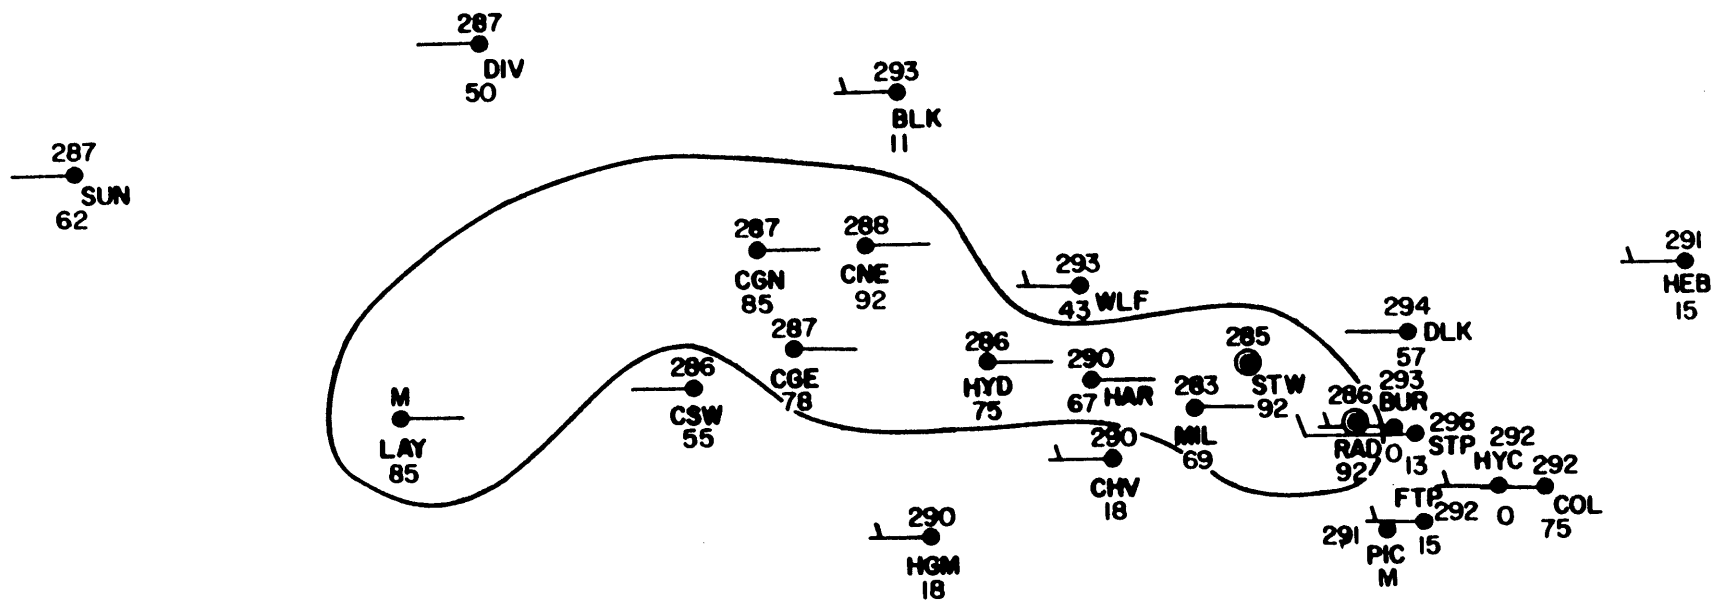 287
DIV
50
293
BLK
11
287
SUN
62
287
CGN
85
288
CNE
92
293
WLF
43
291
HEB
15
294
DLK
57
287
CGE
78
286
HYD
75
290
HAR
67
285
STW
92
283
MIL
69
286
RAD
92
293
BUR
0
296
STP
13
M
LAY
85
286
CSW
55
290
CHV
18
290
HGM
18
292
HYC
0
292
COL
75
FTP
292
15
291
PIC
M